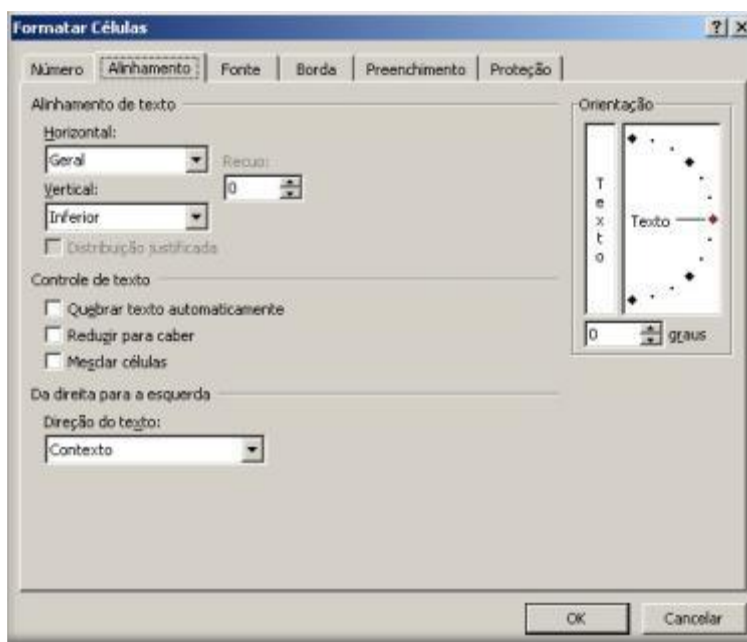 Formatar Células
Número Alinhamento Fonte Borda Preenchimento Proteção
Alinhamento de texto
Horizontal:
Geral
Recuo:
0
Vertical:
Inferior
Distribuição justificada
Controle de texto
Quebrar texto automaticamente
Reduzir para caber
Mesclar células
Da direita para a esquerda
Direção do texto:
Contexto
Orientação
Texto
Texto
0 graus
OK Cancelar